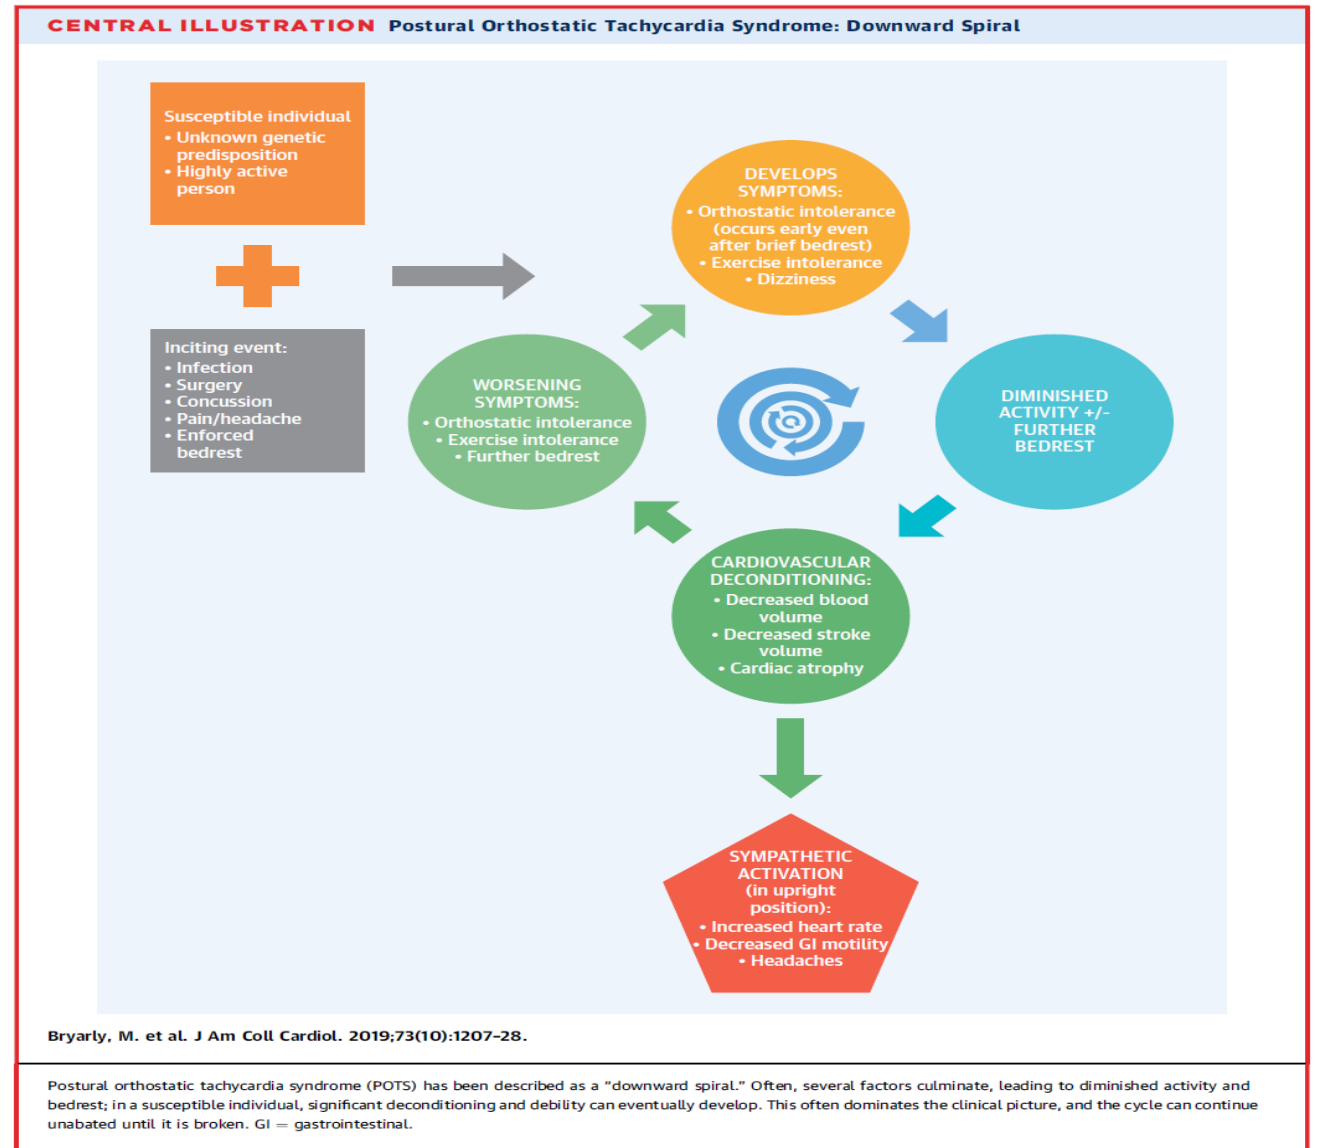 CENTRAL ILLUSTRATION Postural Orthostatic Tachycardia Syndrome: Downward Spiral
Susceptible individual
• Unknown genetic
predisposition
• Highly active
person
Inciting event:
• Infection
• Surgery
• Concussion
• Pain/headache
• Enforced
bedrest
DEVELOPS
SYMPTOMS:
• Orthostatic intolerance
(occurs early even
after brief bedrest)
• Exercise intolerance
• Dizziness
DIMINISHED
ACTIVITY +/-
FURTHER
BEDREST
CARDIOVASCULAR
DECONDITIONING:
• Decreased blood
volume
• Decreased stroke
volume
• Cardiac atrophy
WORSENING
SYMPTOMS:
• Orthostatic intolerance
• Exercise intolerance
• Further bedrest
SYMPATHETIC
ACTIVATION
(in upright
position):
• Increased heart rate
• Decreased GI motility
• Headaches
Bryarly, M. et al. J Am Coll Cardiol. 2019;73(10):1207–28.
Postural orthostatic tachycardia syndrome (POTS) has been described as a “downward spiral.” Often, several factors culminate, leading to diminished activity and
bedrest; in a susceptible individual, significant deconditioning and debility can eventually develop. This often dominates the clinical picture, and the cycle can continue
unabated until it is broken. GI = gastrointestinal.